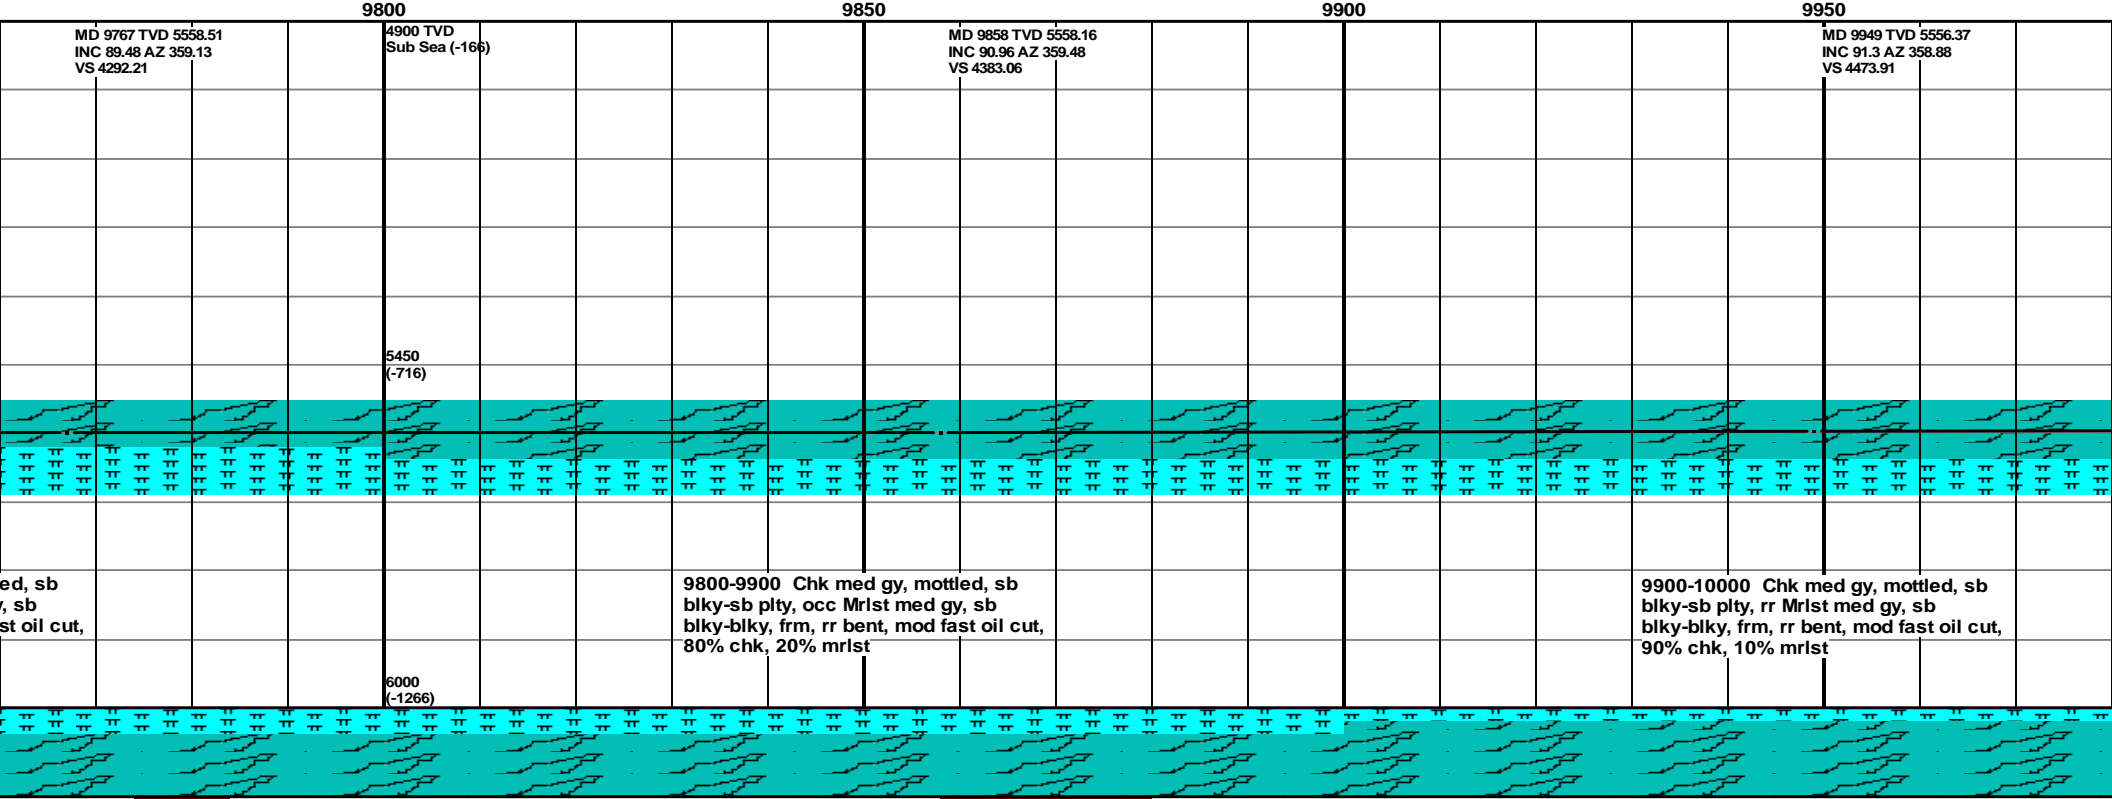 9800 9850 9900 9950
MD 9767 TVD 5558.51
INC 89.48 AZ 359.13
VS 4292.21
4900 TVD
Sub Sea (-166)
MD 9858 TVD 5558.16
INC 90.96 AZ 359.48
VS 4383.06
MD 9949 TVD 5556.37
INC 91.3 AZ 358.88
VS 4473.91
5450
(-716)
ed, sb
, sb
st oil cut,
9800-9900 Chk med gy, mottled, sb
blky-sb plty, occ Mrlst med gy, sb
blky-blky, frm, rr bent, mod fast oil cut,
80% chk, 20% mrlst
9900-10000 Chk med gy, mottled, sb
blky-sb plty, rr Mrlst med gy, sb
blky-blky, frm, rr bent, mod fast oil cut,
90% chk, 10% mrlst
6000
(-1266)